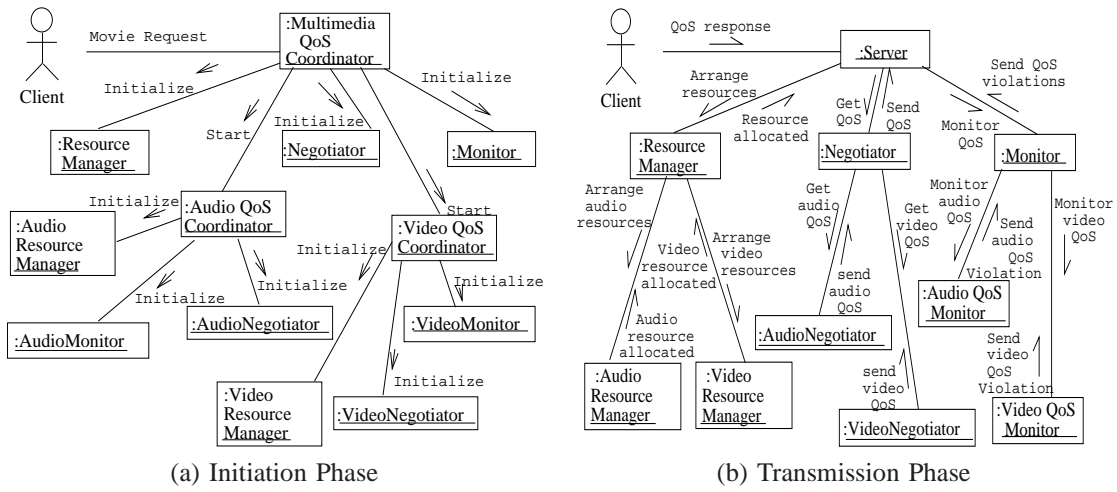 Movie Request
:Multimedia
QoS
Coordinator
Client
Initialize
Start
Initialize
Initialize
:Resource
Manager
:Negotiator
:Monitor
Initialize
:Audio QoS
Coordinator
Start
:Audio
Resource
Manager
:Video QoS
Coordinator
Initialize
Initialize
Initialize
Initialize
:AudioMonitor
:AudioNegotiator
:VideoMonitor
Initialize
:Video
Resource
Manager
:VideoNegotiator
(a) Initiation Phase
QoS response
:Server
Client
Arrange
resources
Resource
allocated
Get
QoS
Send
QoS
Send QoS
violations
Monitor
QoS
:Resource
Manager
:Negotiator
:Monitor
Arrange
audio
resources
Video
resource
allocated
Arrange
video
resources
Get
audio
QoS
Get
video
QoS
Monitor
audio
QoS
Send
audio
QoS
Violation
Monitor
video
QoS
Audio
resource
allocated
send
audio
QoS
:Audio QoS
Monitor
:AudioNegotiator
:Audio
Resource
Manager
:Video
Resource
Manager
send
video
QoS
Send
video
QoS
Violation
:VideoNegotiator
:Video QoS
Monitor
(b) Transmission Phase